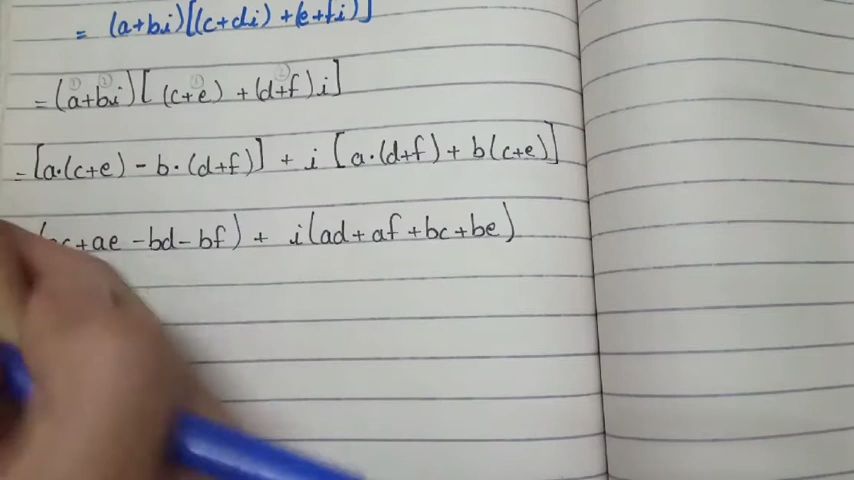 = (a+bi)[(c+di) + (e+fi)]
= (a+bi)[(c+e) + (d+f)i]
= [a·(c+e) - b·(d+f)] + i[a·(d+f) + b(c+e)]
+ae - bd - bf) + i(ad + af + bc + be)